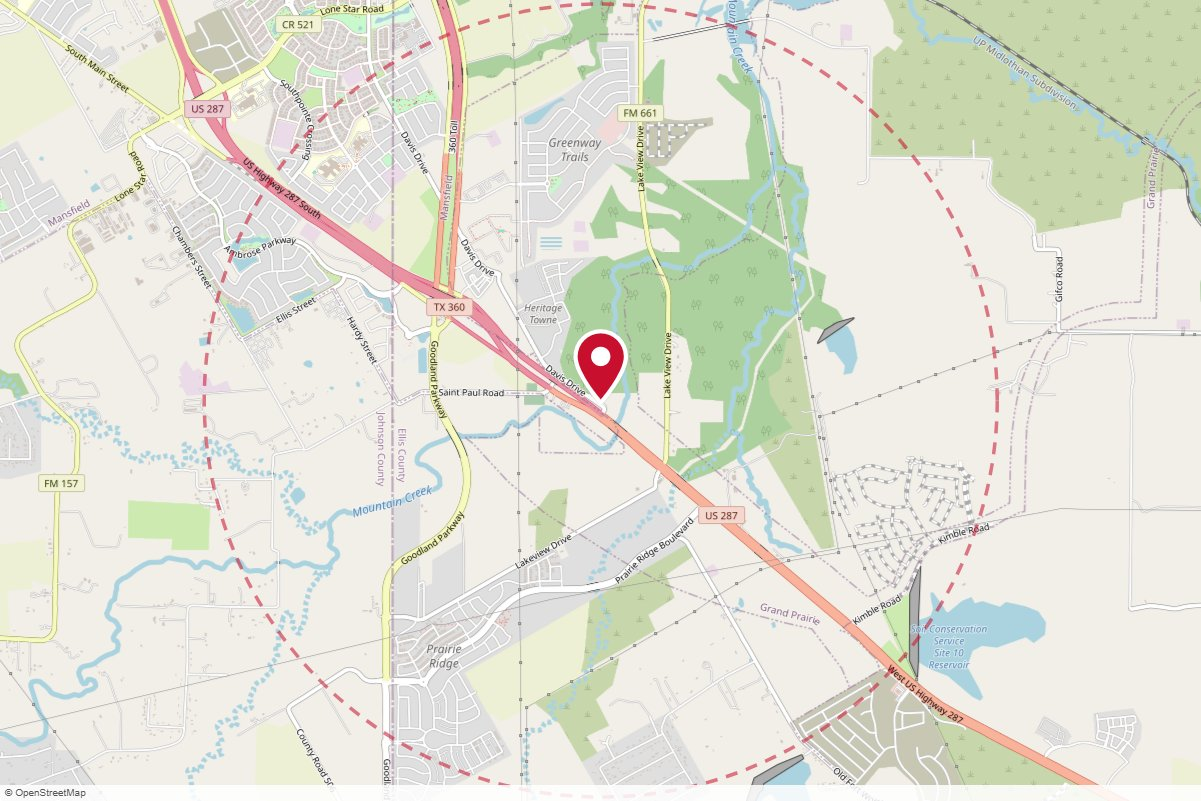 Lone Star Road
CR 521
South Main Street
Mountain Creek
UP Midlothian Subdivision
US 287
Southpointe Crossing
FM 661
360 Toll
Davis Drive
Greenway
Trails
Lake View Drive
Lone Star Road
US Highway 287 South
Mansfield
Grand Prairie
Mansfield
Chambers Street
Ambrose Parkway
Davis Drive
Gifco Road
Ellis Street
TX 360
Heritage
Towne
Hardy Street
Goodland Parkway
Lake View Drive
Davis Drive
Saint Paul Road
Johnson County
Ellis County
FM 157
Mountain Creek
US 287
Goodland Parkway
Prairie Ridge Boulevard
Kimble Road
Lakeview Drive
Kimble Road
Grand Prairie
Soil Conservation
Service
Site 10
Reservoir
Prairie
Ridge
West US Highway 287
County Road
Goodland
Old Fort
© OpenStreetMap